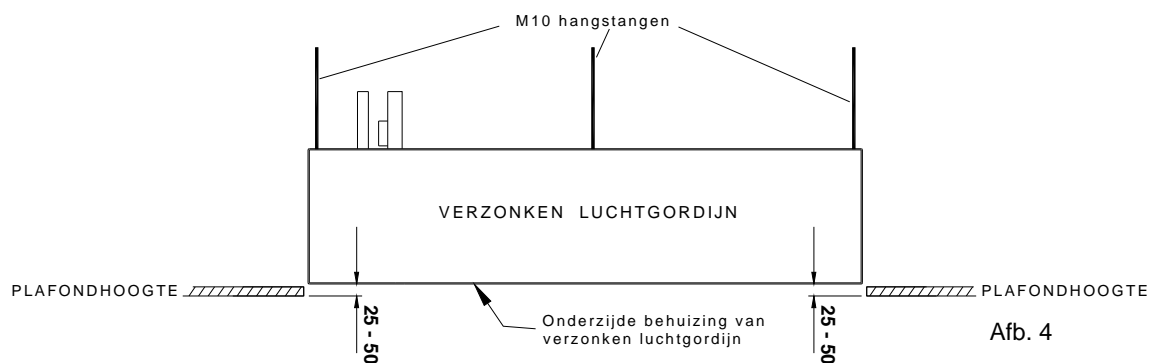 M10 hangstangen
VERZONKEN LUCHTGORDIJN
PLAFONDHOOGTE
PLAFONDHOOGTE
25 - 50
25 - 50
Onderzijde behuizing van
verzonken luchtgordijn
Afb. 4